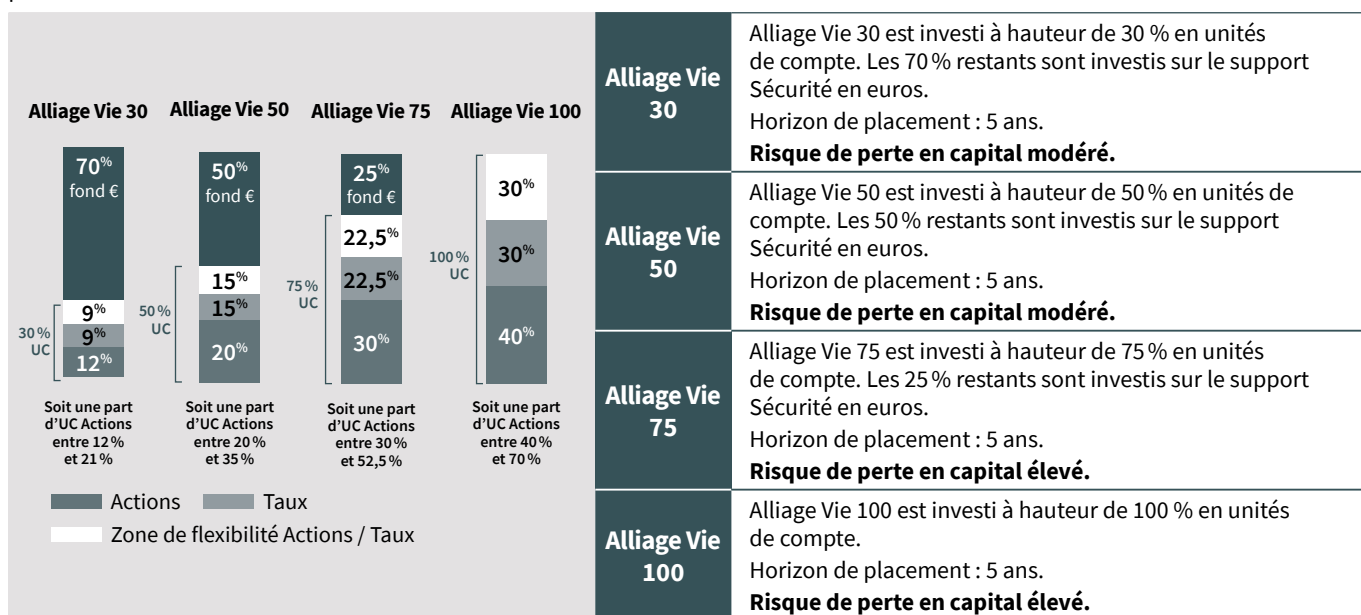 Alliage Vie 30
Alliage Vie 50
Alliage Vie 75
Alliage Vie 100
70%
fond €
9%
9%
12%
30 %
UC
50%
fond €
15%
15%
20%
50 %
UC
25%
fond €
22,5%
22,5%
30%
75 %
UC
30%
30%
40%
100 %
UC
Soit une part
d'UC Actions
entre 12 %
et 21 %
Soit une part
d'UC Actions
entre 20 %
et 35 %
Soit une part
d'UC Actions
entre 30 %
et 52,5 %
Soit une part
d'UC Actions
entre 40 %
et 70 %
Actions
Taux
Zone de flexibilité Actions / Taux
Alliage Vie
30
Alliage Vie 30 est investi à hauteur de 30 % en unités
de compte. Les 70 % restants sont investis sur le support
Sécurité en euros.
Horizon de placement : 5 ans.
Risque de perte en capital modéré.
Alliage Vie
50
Alliage Vie 50 est investi à hauteur de 50 % en unités de
compte. Les 50 % restants sont investis sur le support
Sécurité en euros.
Horizon de placement : 5 ans.
Risque de perte en capital modéré.
Alliage Vie
75
Alliage Vie 75 est investi à hauteur de 75 % en unités
de compte. Les 25 % restants sont investis sur le support
Sécurité en euros.
Horizon de placement : 5 ans.
Risque de perte en capital élevé.
Alliage Vie
100
Alliage Vie 100 est investi à hauteur de 100 % en unités
de compte.
Horizon de placement : 5 ans.
Risque de perte en capital élevé.